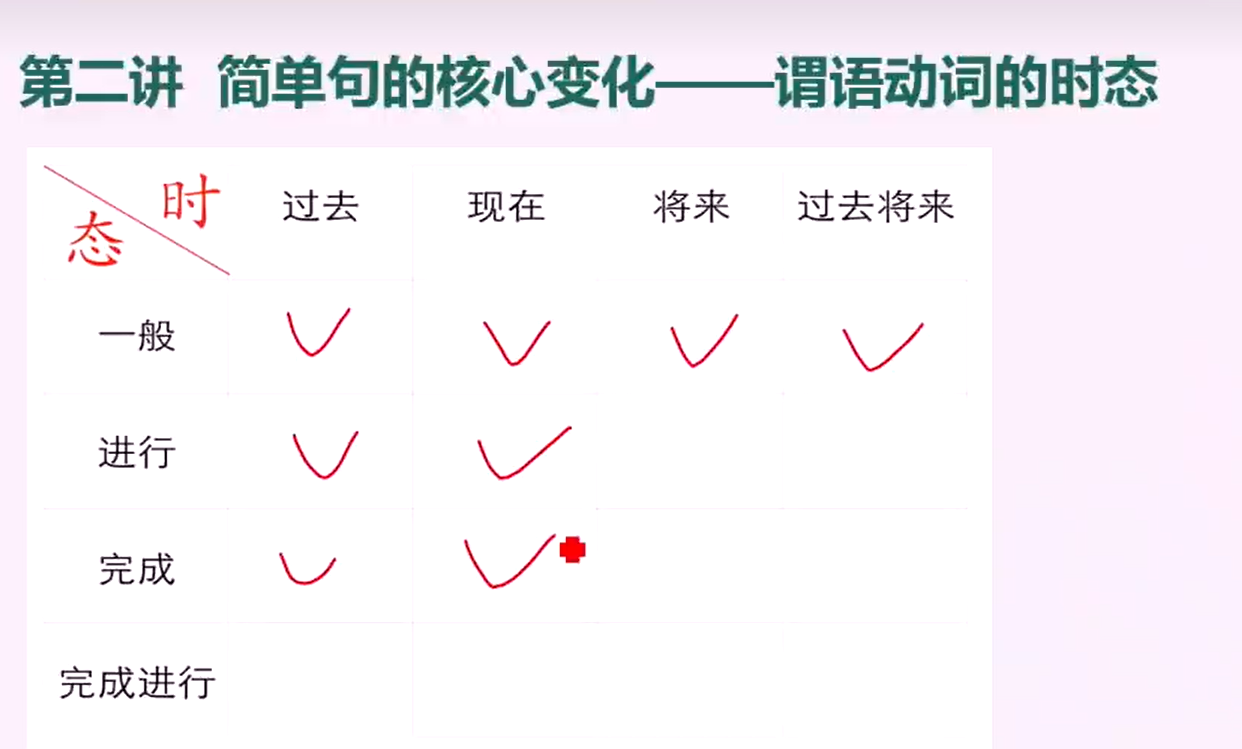 第二讲 简单句的核心变化——谓语动词的时态
时 过去 现在 将来 过去将来
态
一般
进行
完成
完成进行